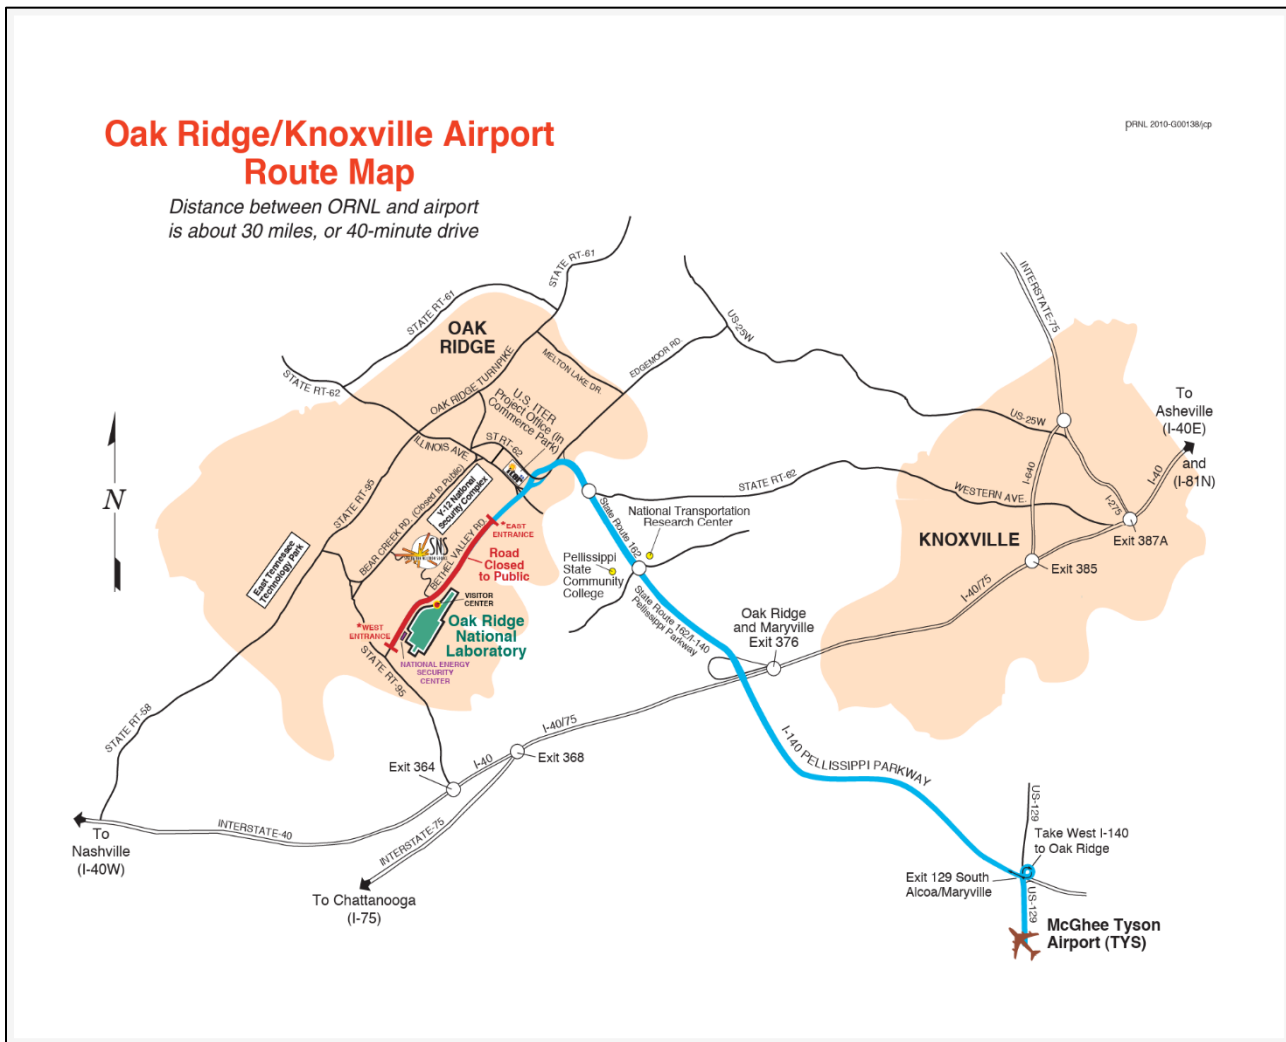 Oak Ridge/Knoxville Airport
Route Map
Distance between ORNL and airport
is about 30 miles, or 40-minute drive
ORNL 2010-G00138/jcp
STATE RT-61
STATE RT-61
OAK
RIDGE
STATE RT-62
OAK RIDGE TURNPIKE
MELTON LAKE DR.
EDGEMOOR RD.
US-25W
INTERSTATE-75
To
Asheville
(I-40E)
and
(I-81N)
US-25W
I-640
I-275
I-40
U.S. ITER
Project Office (in
Commerce Park)
ILLINOIS AVE.
ST RT-62
STATE RT-62
WESTERN AVE.
KNOXVILLE
Exit 387A
Exit 385
I-40/75
STATE RT-95
BEAR CREEK RD. (Closed to Public)
Y-12 National
Security Complex
SNS
*EAST
ENTRANCE
BETHEL VALLEY RD.
Road
Closed
to Public
East Tennessee
Technology Park
VISITOR
CENTER
*WEST
ENTRANCE
Oak Ridge
National
Laboratory
NATIONAL ENERGY
SECURITY
CENTER
STATE RT-95
State Route 162
National Transportation
Research Center
Pellissippi
State
Community
College
State Route 162/I-140
Pellissippi Parkway
Oak Ridge
and Maryville
Exit 376
STATE RT-58
I-40/75
Exit 364
I-40
Exit 368
I-140 PELLISSIPPI PARKWAY
INTERSTATE-40
INTERSTATE-75
To
Nashville
(I-40W)
To Chattanooga
(I-75)
US-129
Take West I-140
to Oak Ridge
Exit 129 South
Alcoa/Maryville
US-129
McGhee Tyson
Airport (TYS)
N